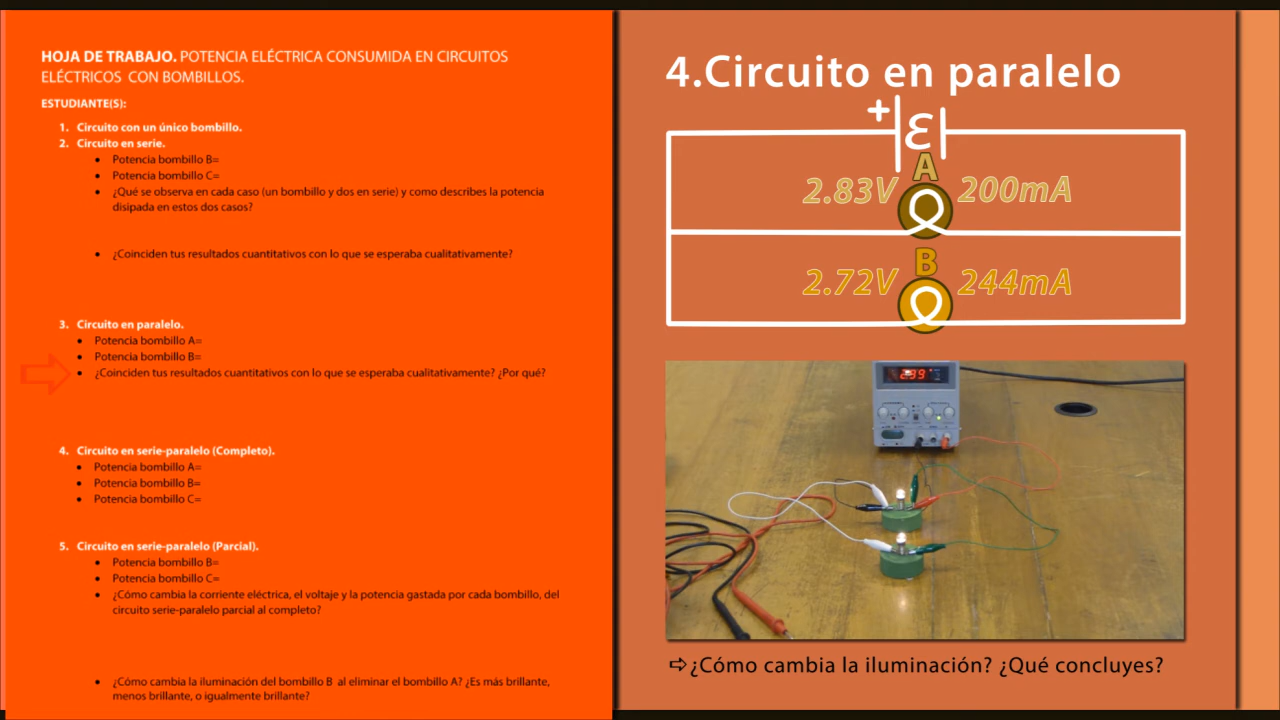 HOJA DE TRABAJO. POTENCIA ELÉCTRICA CONSUMIDA EN CIRCUITOS
ELÉCTRICOS CON BOMBILLOS.
ESTUDIANTE(S):
1. Circuito con un único bombillo.
2. Circuito en serie.
• Potencia bombillo B=
• Potencia bombillo C=
• ¿Qué se observa en cada caso (un bombillo y dos en serie) y como describes la potencia
disipada en estos dos casos?
• ¿Coinciden tus resultados cuantitativos con lo que se esperaba cualitativamente?
3. Circuito en paralelo.
• Potencia bombillo A=
• Potencia bombillo B=
• ¿Coinciden tus resultados cuantitativos con lo que se esperaba cualitativamente? ¿Por qué?
4. Circuito en serie-paralelo (Completo).
• Potencia bombillo A=
• Potencia bombillo B=
• Potencia bombillo C=
5. Circuito en serie-paralelo (Parcial).
• Potencia bombillo B=
• Potencia bombillo C=
• ¿Cómo cambia la corriente eléctrica, el voltaje y la potencia gastada por cada bombillo, del
circuito serie-paralelo parcial al completo?
• ¿Cómo cambia la iluminación del bombillo B al eliminar el bombillo A? ¿Es más brillante,
menos brillante, o igualmente brillante?
4.Circuito en paralelo
+ ε
A
2.83V 200mA
B
2.72V 244mA
⇨¿Cómo cambia la iluminación? ¿Qué concluyes?